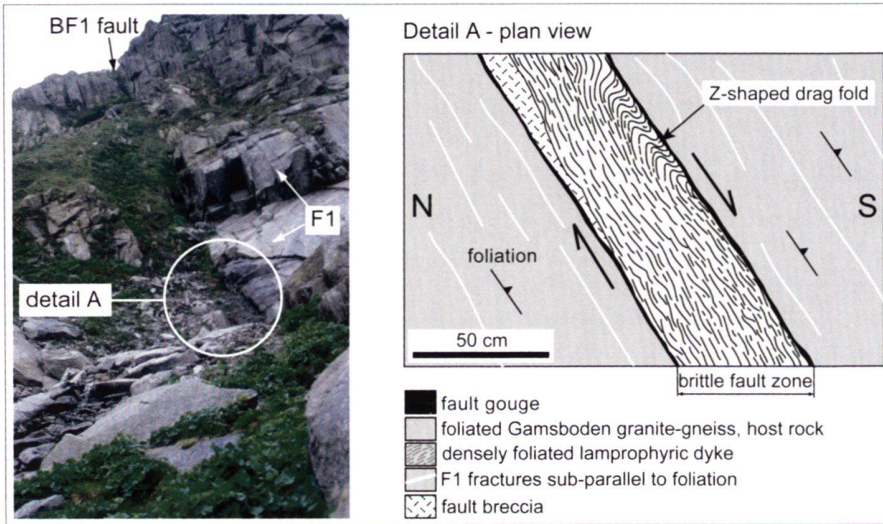 BF1 fault
F1
detail A
Detail A - plan view
Z-shaped drag fold
N
S
foliation
50 cm
brittle fault zone
fault gouge
foliated Gamsboden granite-gneiss, host rock
densely foliated lamprophyric dyke
F1 fractures sub-parallel to foliation
fault breccia